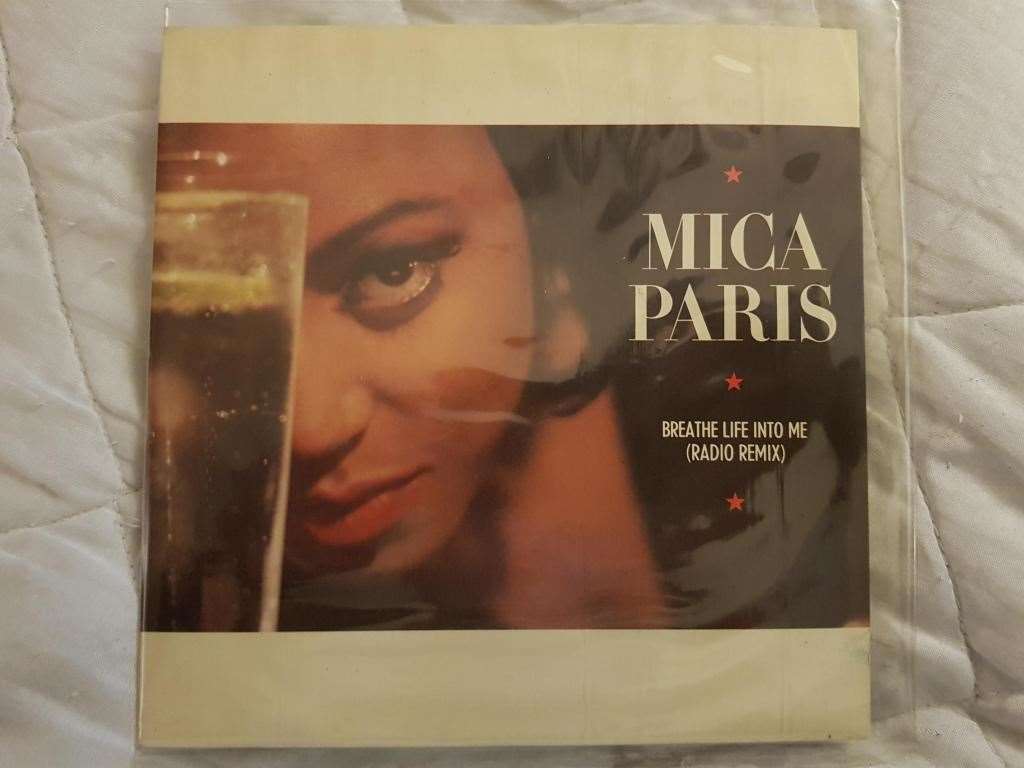 MICA
PARIS
BREATHE LIFE INTO ME
(RADIO REMIX)